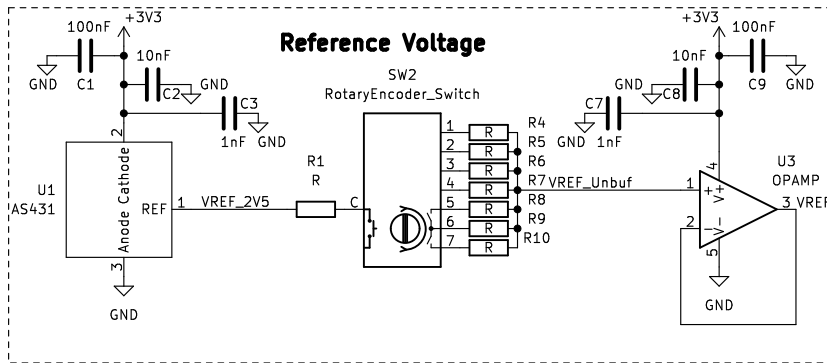 Reference Voltage
+3V3
100nF
GND
C1
10nF
GND
C2
C3
1nF
GND
U1
AS431
2
Anode Cathode
REF
1
3
GND
VREF_2V5
R1
R
SW2
RotaryEncoder_Switch
C
1
2
3
4
5
6
7
R
R
R
R
R
R
R
R4
R5
R6
R7
R8
R9
R10
VREF_Unbuf
+3V3
10nF
GND
C8
100nF
GND
C9
C7
GND
1nF
U3
OPAMP
4
1
+
V+
2
-
V-
5
3
VREF
GND